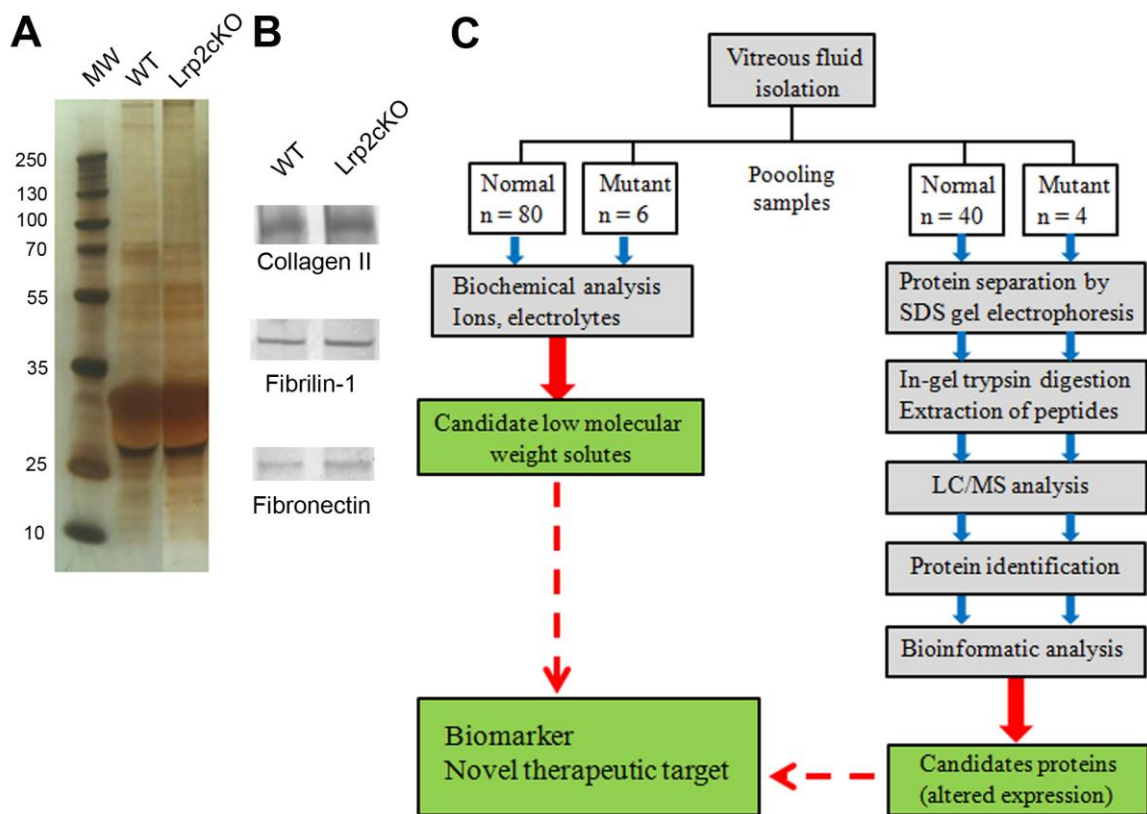 A
MW
WT
Lrp2cKO
250
130
100
70
55
35
25
10
B
WT
Lrp2cKO
Collagen II
Fibrilin-1
Fibronectin
C
Vitreous fluid
isolation
Normal
n = 80
Mutant
n = 6
Poooling
samples
Normal
n = 40
Mutant
n = 4
Biochemical analysis
Ions, electrolytes
Candidate low molecular
weight solutes
Protein separation by
SDS gel electrophoresis
In-gel trypsin digestion
Extraction of peptides
LC/MS analysis
Protein identification
Bioinformatic analysis
Candidates proteins
(altered expression)
Biomarker
Novel therapeutic target